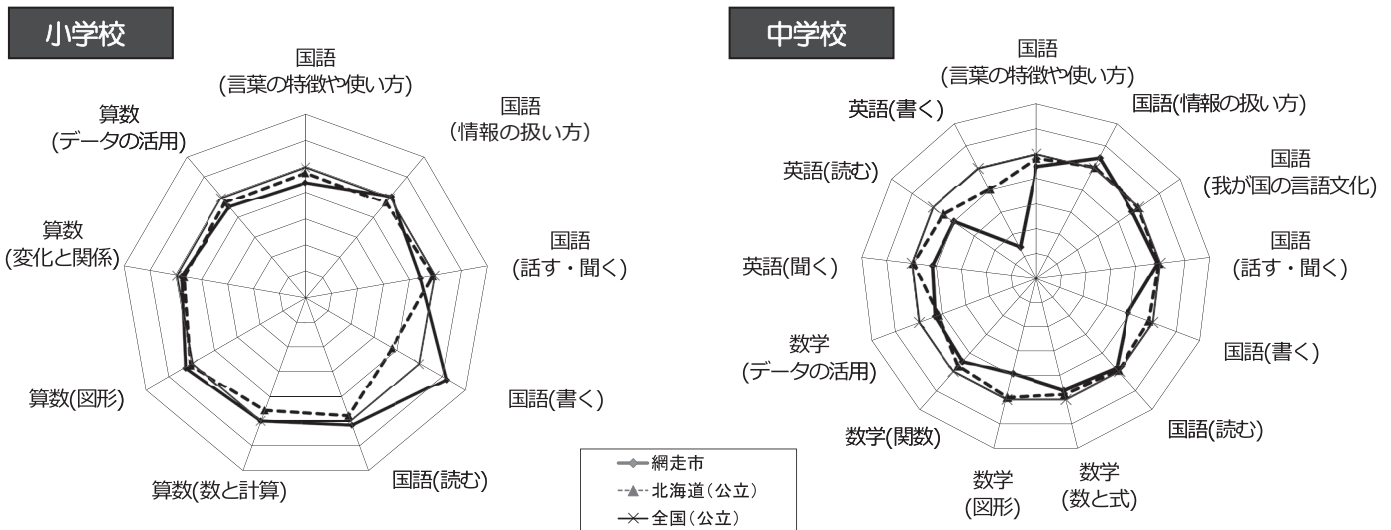 小学校
国語
(言葉の特徴や使い方)
国語
(情報の扱い方)
国語
(話す・聞く)
国語(書く)
国語(読む)
算数(数と計算)
算数(図形)
算数
(変化と関係)
算数
(データの活用)
中学校
国語
(言葉の特徴や使い方)
国語(情報の扱い方)
国語
(我が国の言語文化)
国語
(話す・聞く)
国語(書く)
国語(読む)
数学
(数と式)
数学
(図形)
数学(関数)
数学
(データの活用)
英語(聞く)
英語(読む)
英語(書く)
網走市
北海道(公立)
全国(公立)